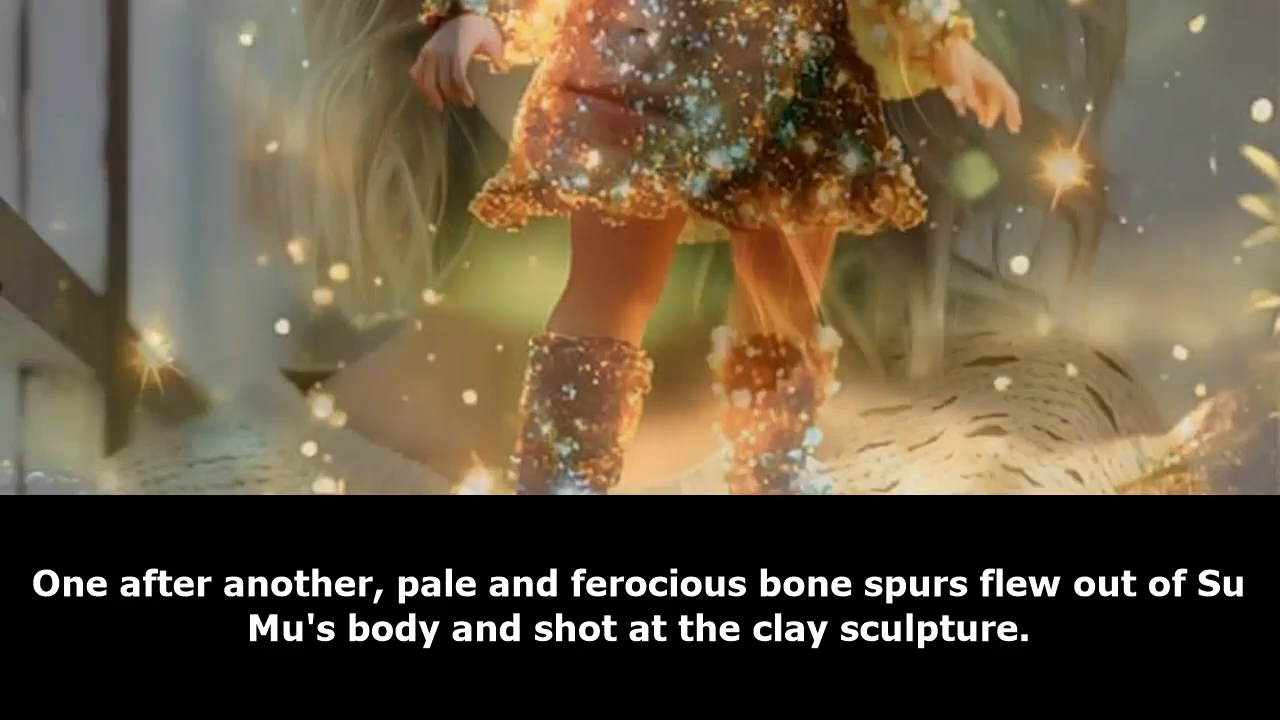 One after another, pale and ferocious bone spurs flew out of Su
Mu's body and shot at the clay sculpture.